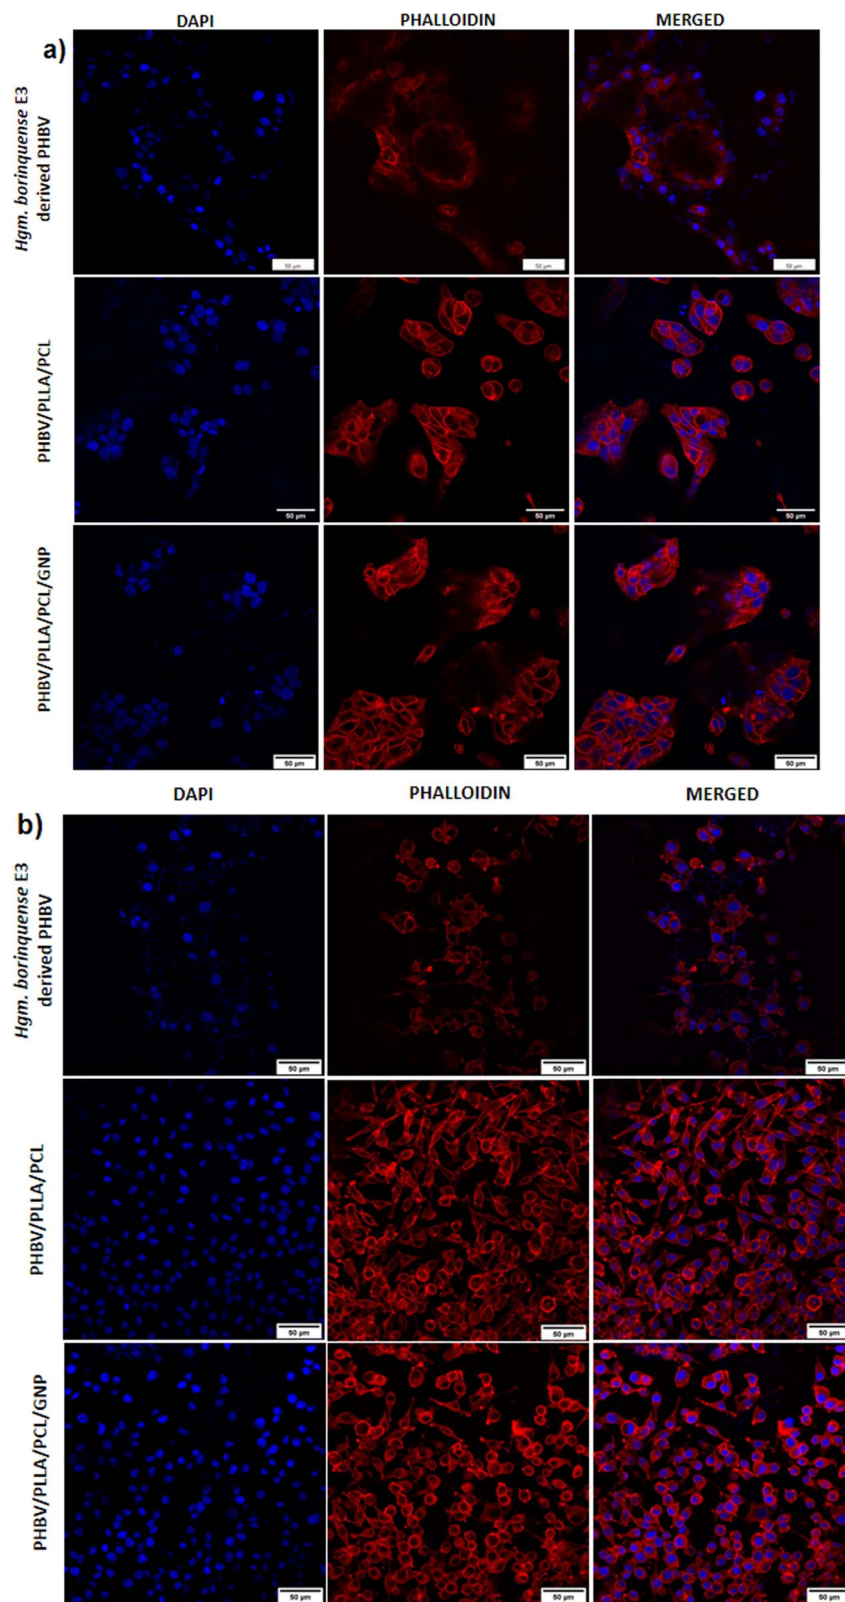 a)
DAPI PHALLOIDIN MERGED
Hgm. borinquense E3
derived PHBV
50 µm 50 µm 50 µm
PHBV/PLLA/PCL
50 µm 50 µm 50 µm
PHBV/PLLA/PCL/GNP
50 µm 50 µm 50 µm
b)
DAPI PHALLOIDIN MERGED
Hgm. borinquense E3
derived PHBV
50 µm 50 µm 50 µm
PHBV/PLLA/PCL
50 µm 50 µm 50 µm
PHBV/PLLA/PCL/GNP
50 µm 50 µm 50 µm